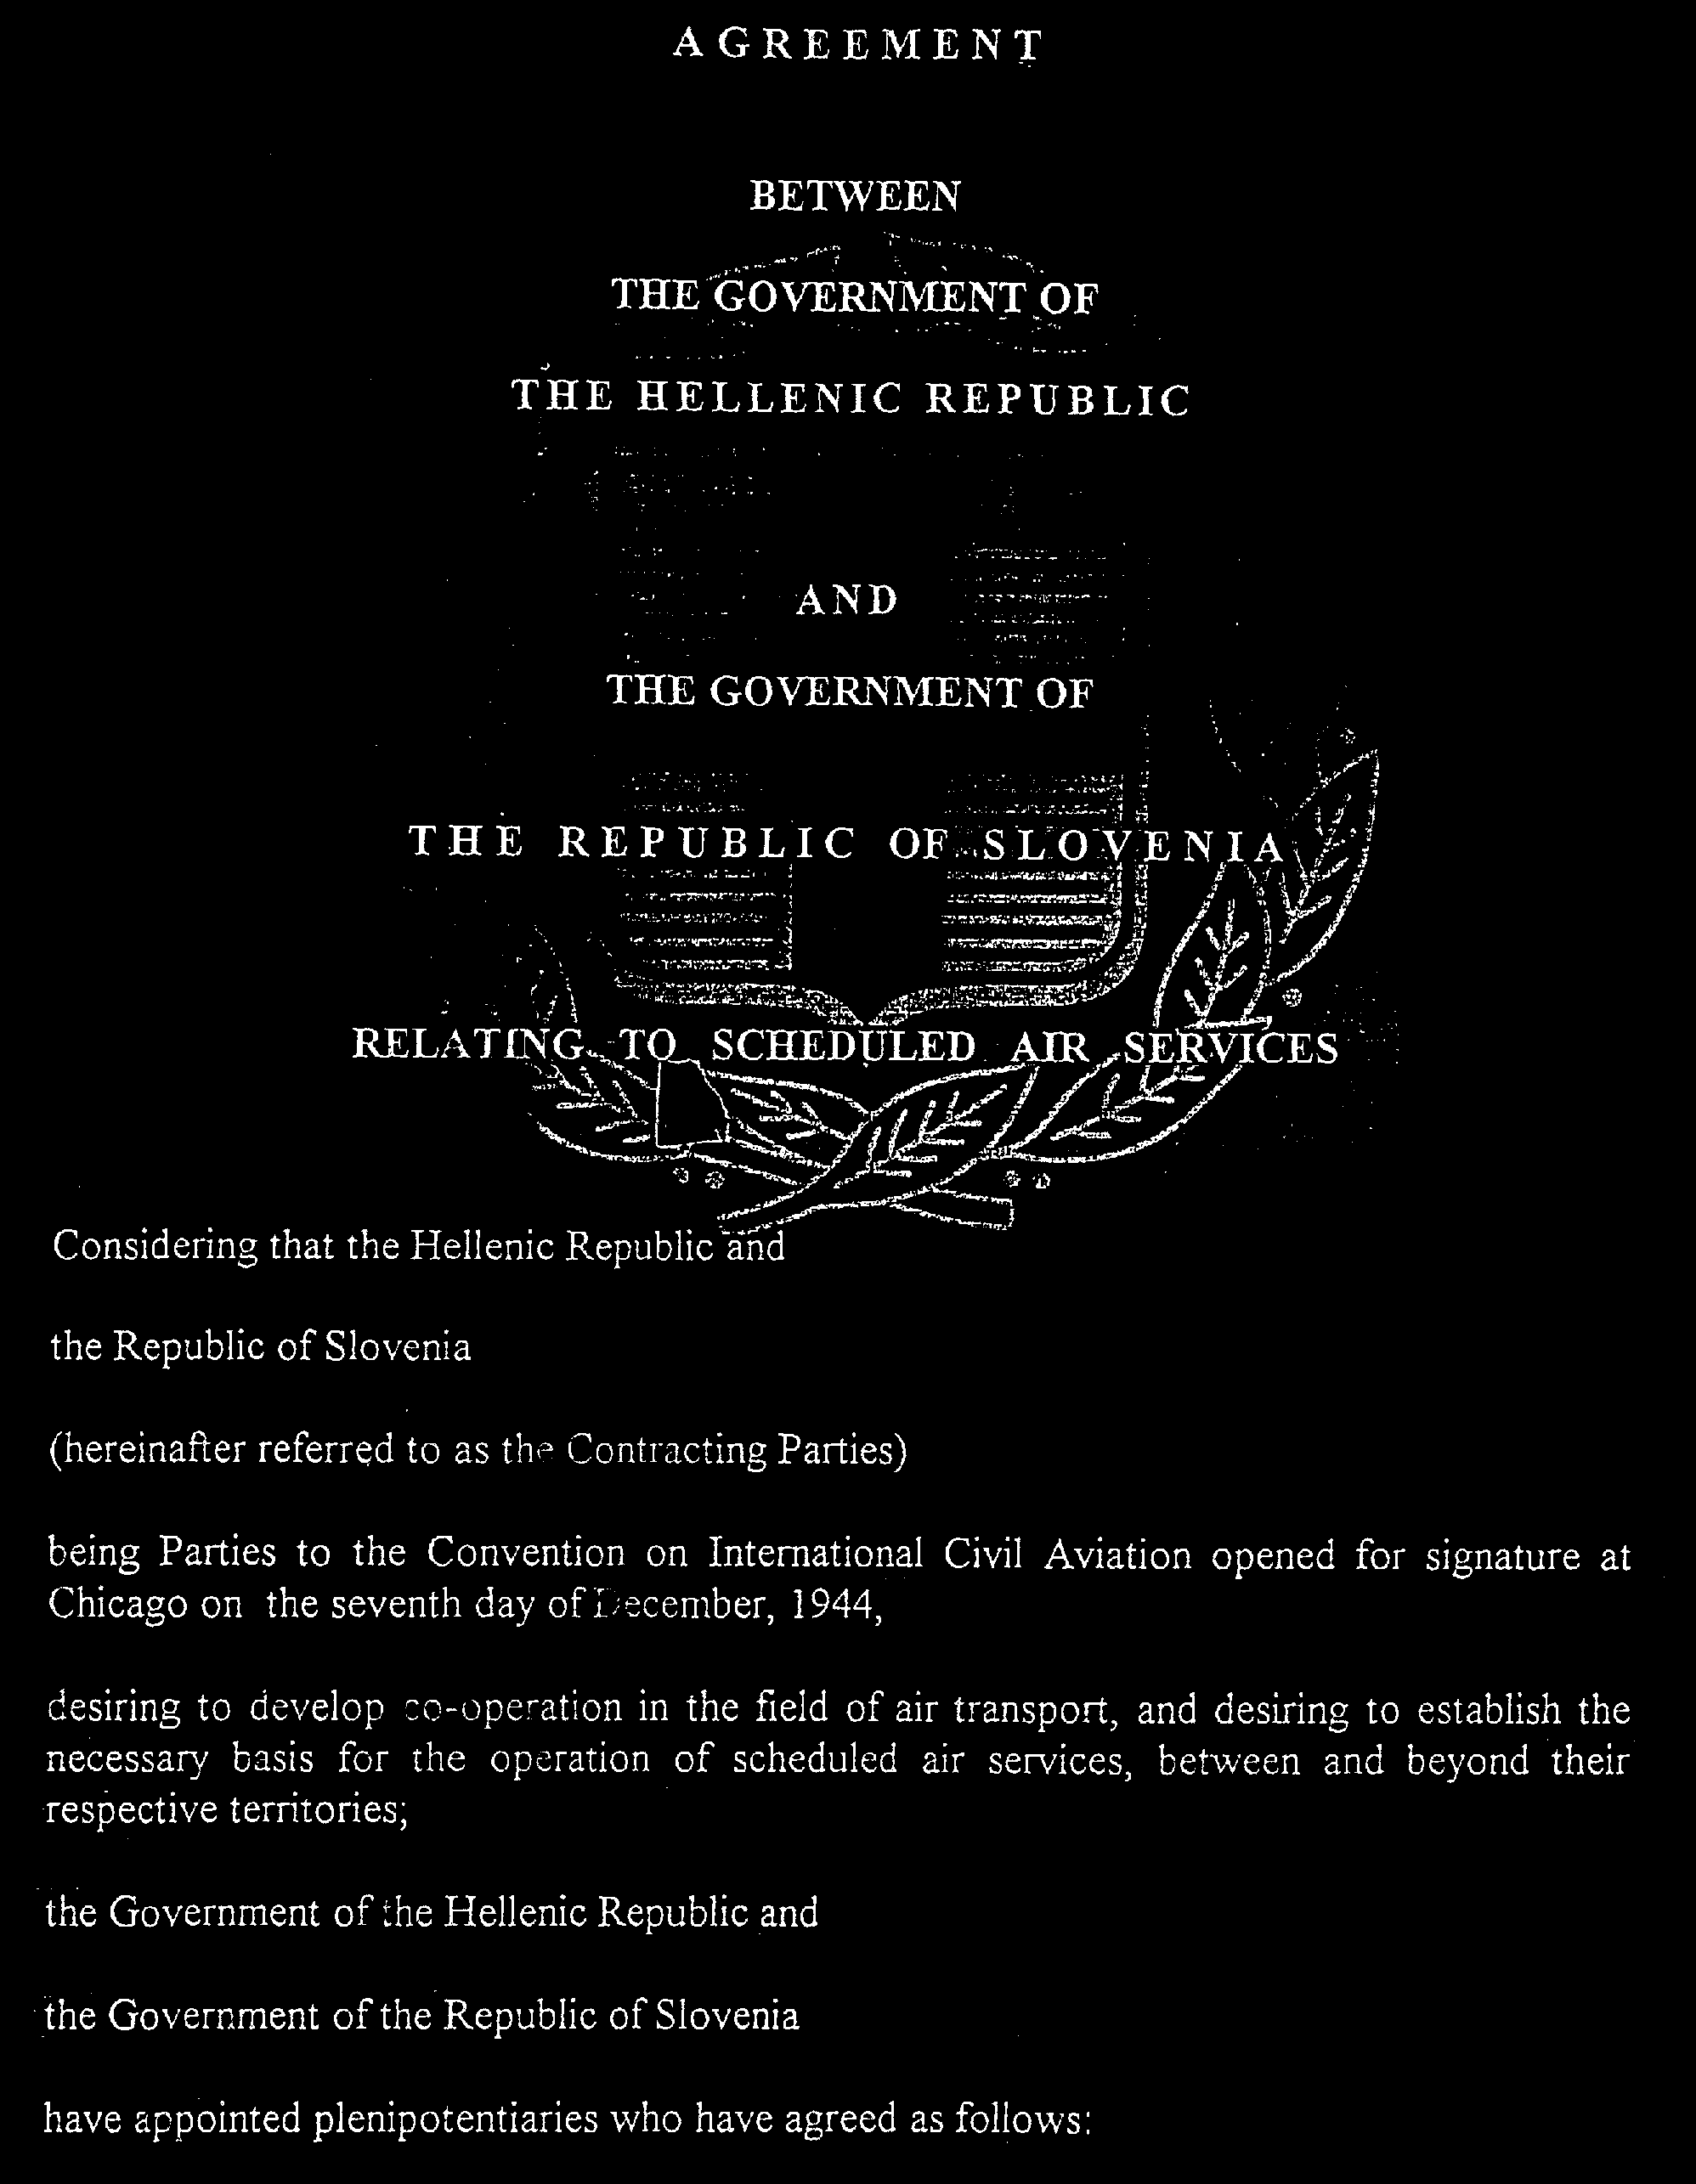 AGREEMENT
BETWEEN
THE GOVERNMENT OF
THE HELLENIC REPUBLIC
AND
THE GOVERNMENT OF
THE REPUBLIC OF SLOVENIA
RELATING TO SCHEDULED AIR SERVICES
Considering that the Hellenic Republic and
the Republic of Slovenia
(hereinafter referred to as the Contracting Parties)
being Parties to the Convention on International Civil Aviation opened for signature at
Chicago on the seventh day of December, 1944,
desiring to develop co-operation in the field of air transport, and desiring to establish the
necessary basis for the operation of scheduled air services, between and beyond their
respective territories;
the Government of the Hellenic Republic and
the Government of the Republic of Slovenia
have appointed plenipotentiaries who have agreed as follows: